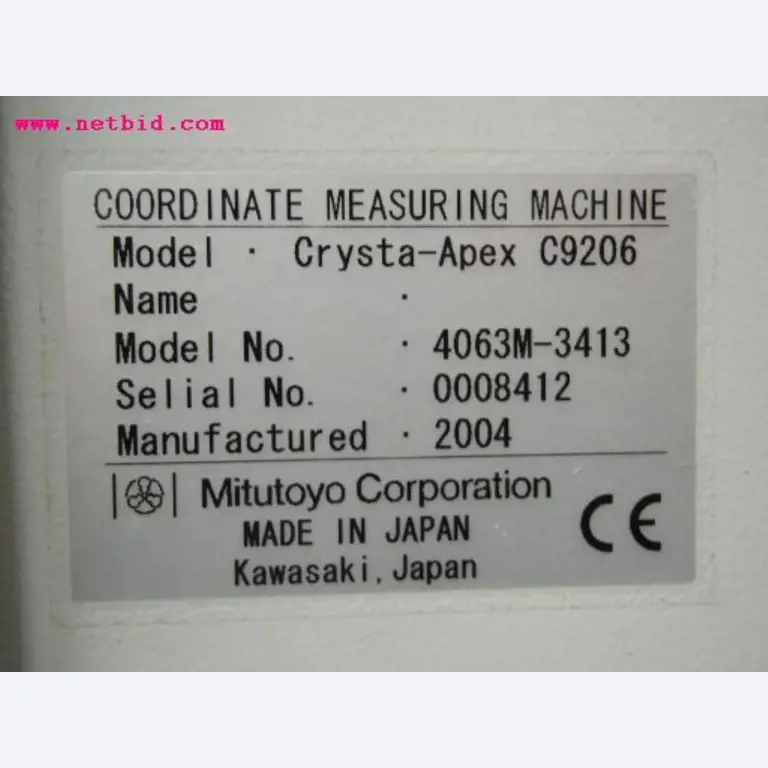 www.netbid.com
COORDINATE MEASURING MACHINE
Model · Crysta-Apex C9206
Name ·
Model No. · 4063M-3413
Selial No. · 0008412
Manufactured · 2004
Mitutoyo Corporation
MADE IN JAPAN
Kawasaki, Japan
CE